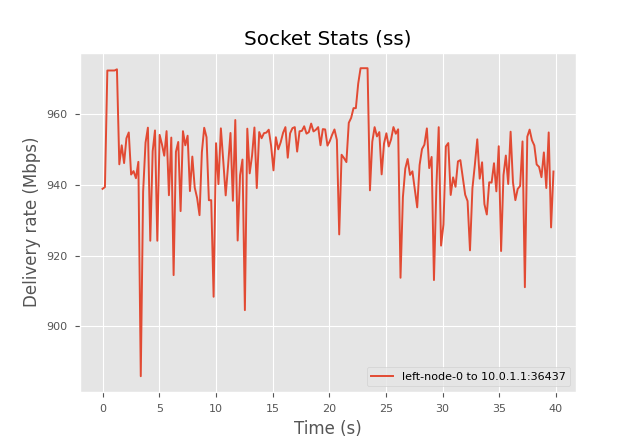 Socket Stats (ss)
Delivery rate (Mbps)
960
940
920
900
left-node-0 to 10.0.1.1:36437
0 5 10 15 20 25 30 35 40
Time (s)